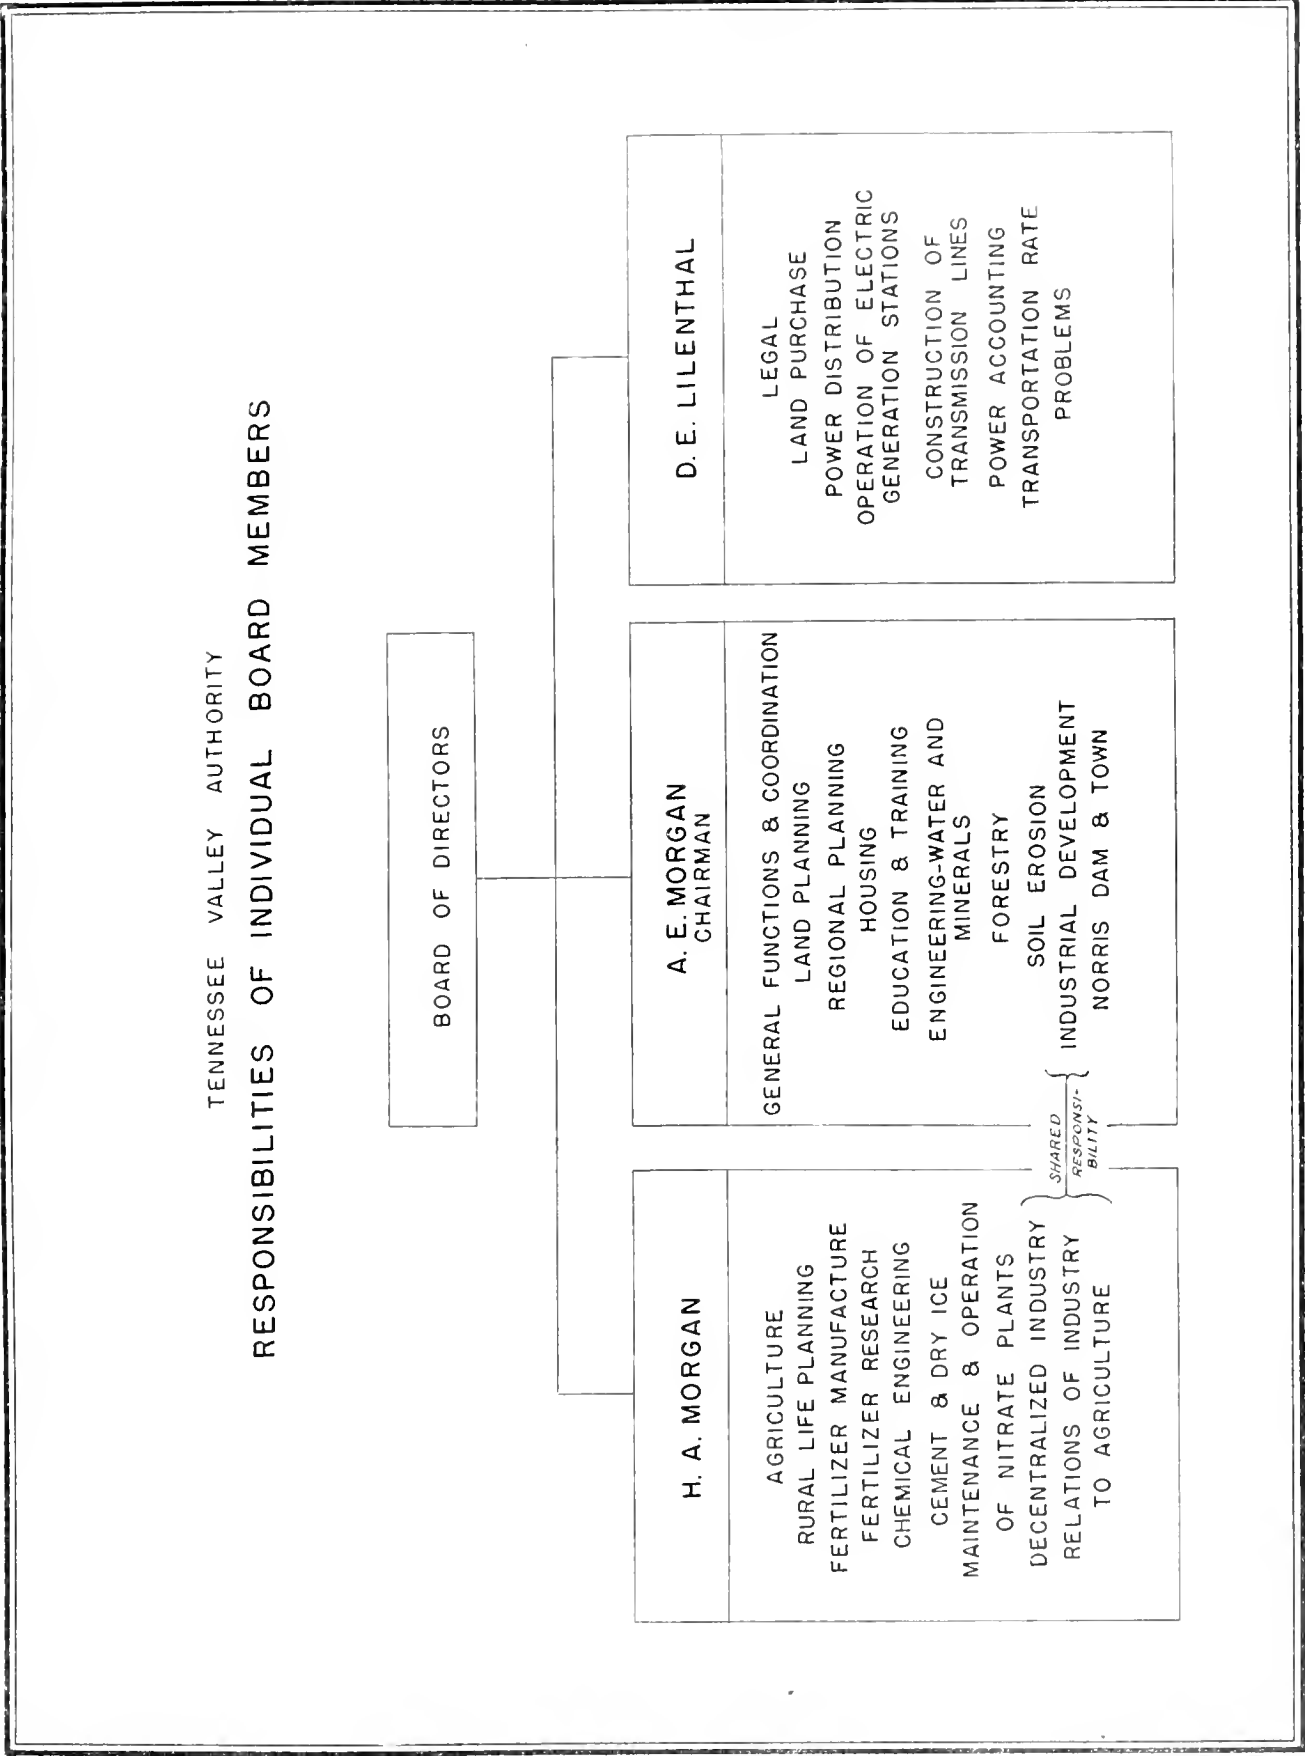 TENNESSEE VALLEY AUTHORITY
RESPONSIBILITIES OF INDIVIDUAL BOARD MEMBERS
BOARD OF DIRECTORS
H. A. MORGAN
AGRICULTURE
RURAL LIFE PLANNING
FERTILIZER MANUFACTURE
FERTILIZER RESEARCH
CHEMICAL ENGINEERING
CEMENT & DRY ICE
MAINTENANCE & OPERATION
OF NITRATE PLANTS
DECENTRALIZED INDUSTRY
RELATIONS OF INDUSTRY
TO AGRICULTURE
SHARED
RESPONSI-
BILITY
A. E. MORGAN
CHAIRMAN
GENERAL FUNCTIONS & COORDINATION
LAND PLANNING
REGIONAL PLANNING
HOUSING
EDUCATION & TRAINING
ENGINEERING-WATER AND
MINERALS
FORESTRY
SOIL EROSION
INDUSTRIAL DEVELOPMENT
NORRIS DAM & TOWN
D. E. LILENTHAL
LEGAL
LAND PURCHASE
POWER DISTRIBUTION
OPERATION OF ELECTRIC
GENERATION STATIONS
CONSTRUCTION OF
TRANSMISSION LINES
POWER ACCOUNTING
TRANSPORTATION RATE
PROBLEMS